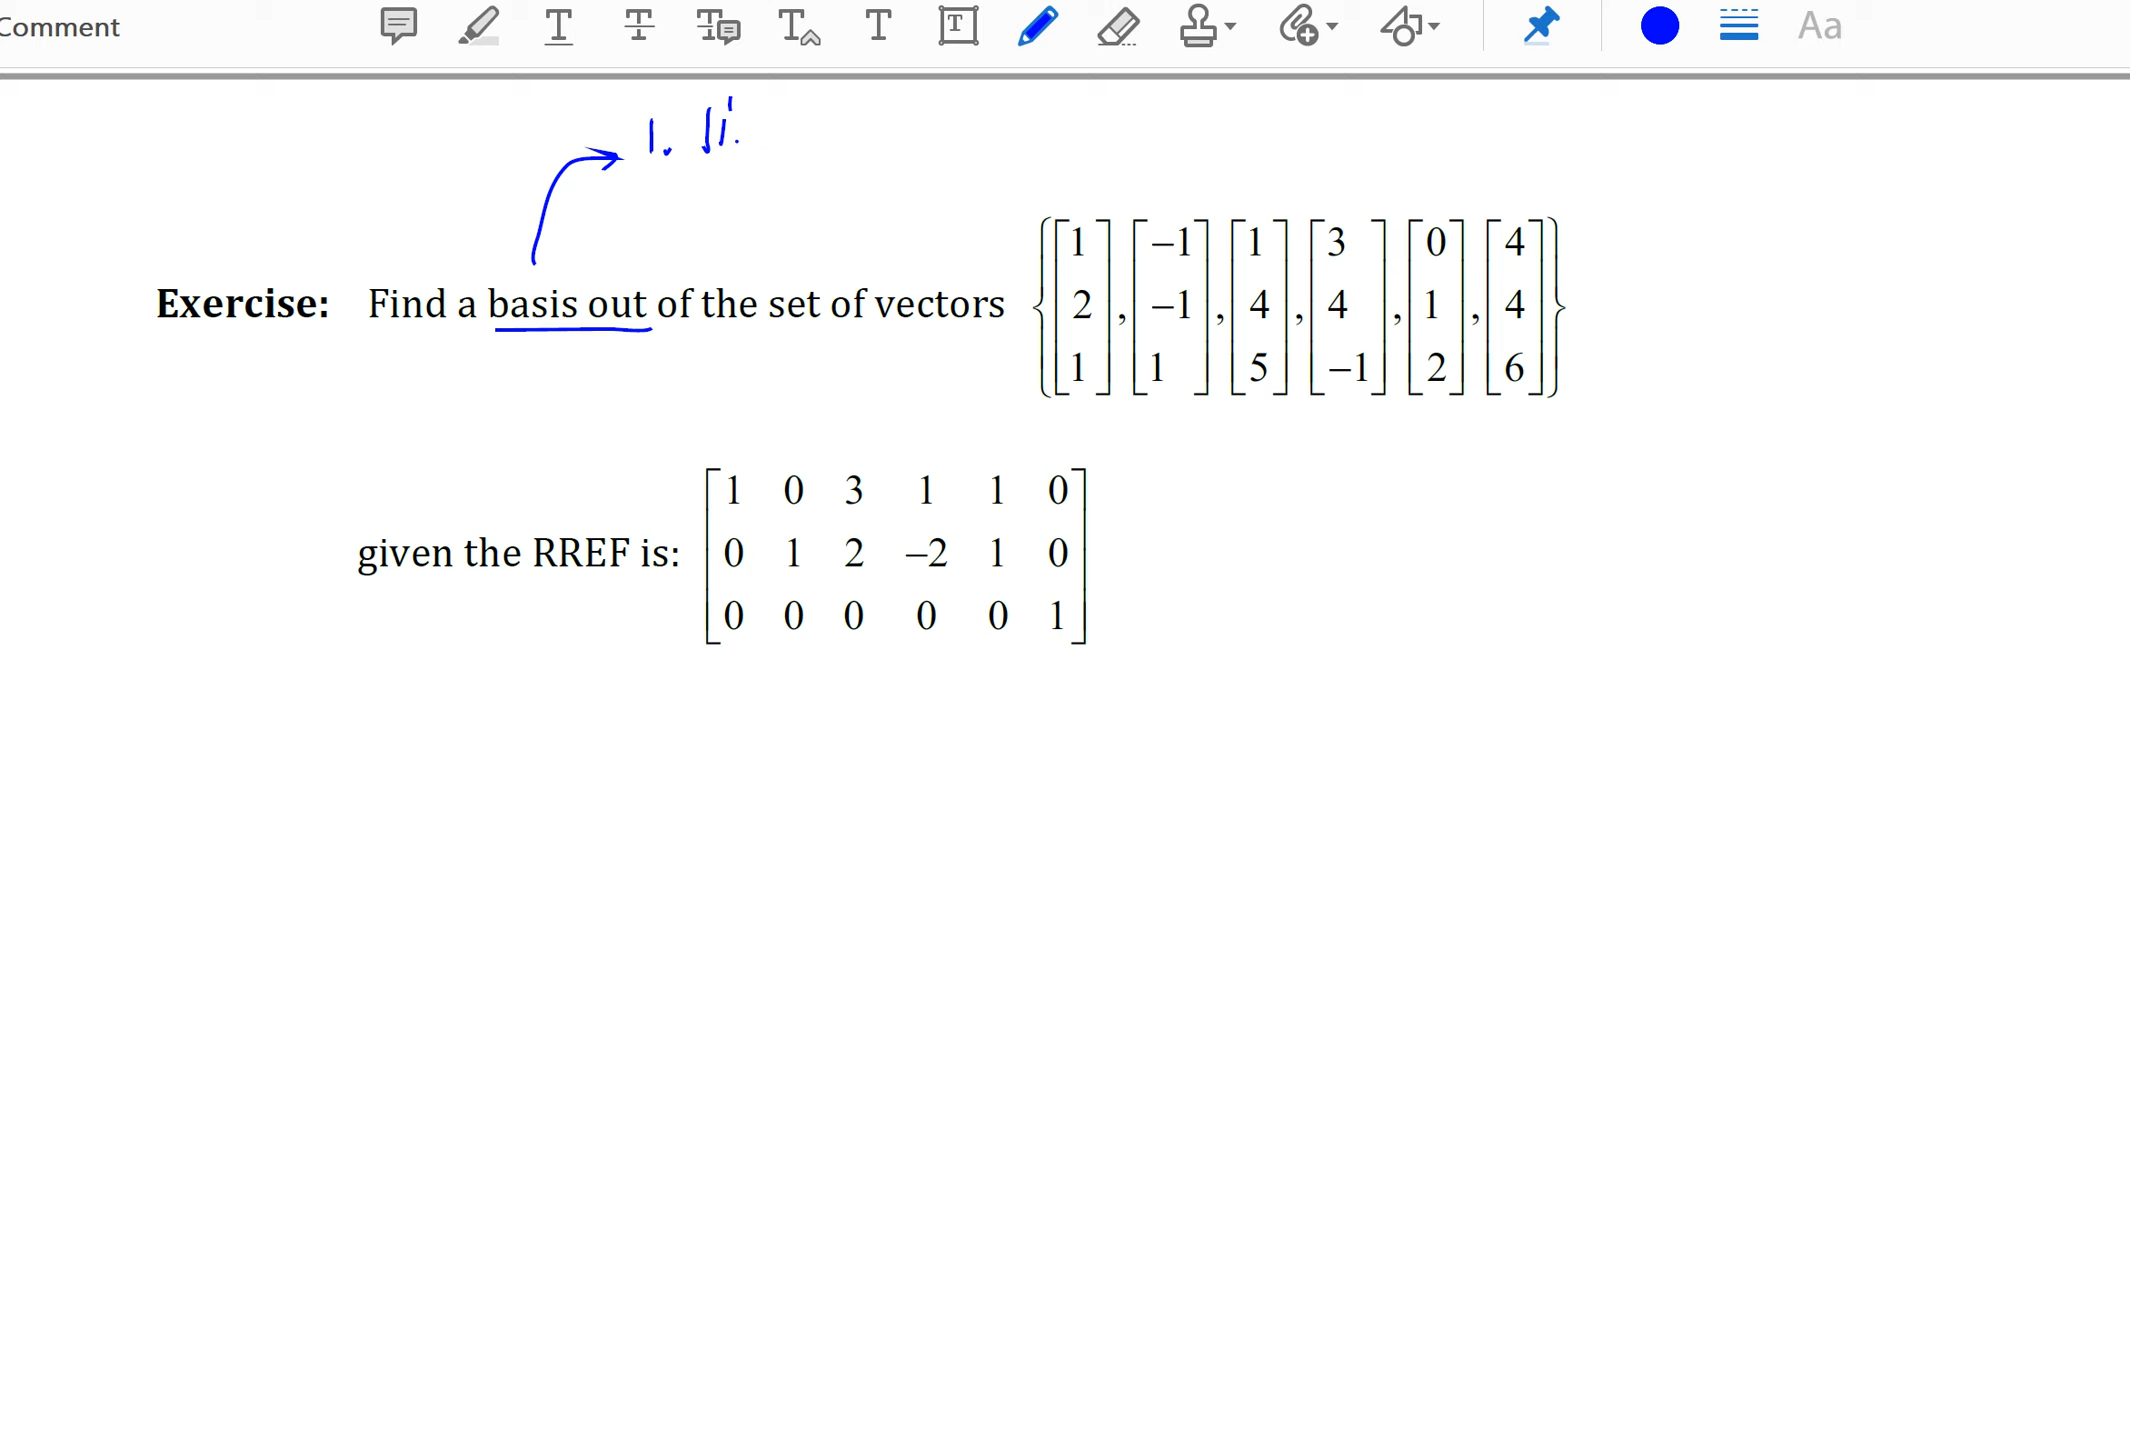 Comment
Aa
1. li
Exercise: Find a basis out of the set of vectors { [1 2 1], [−1 −1 1], [1 4 5], [3 4 −1], [0 1 2], [4 4 6] }
given the RREF is:
1 0 3 1 1 0
0 1 2 −2 1 0
0 0 0 0 0 1